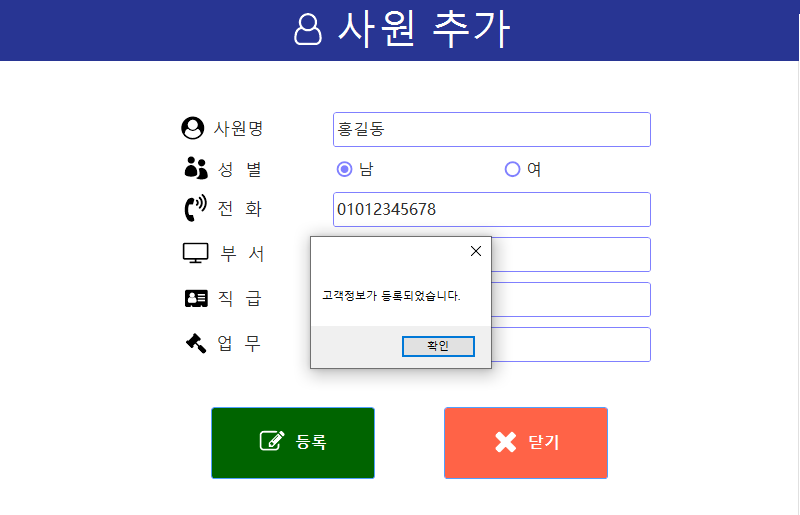 사원 추가
사원명
홍길동
성 별
남
여
전 화
01012345678
부 서
고객정보가 등록되었습니다.
직 급
확인
업 무
등록
닫기